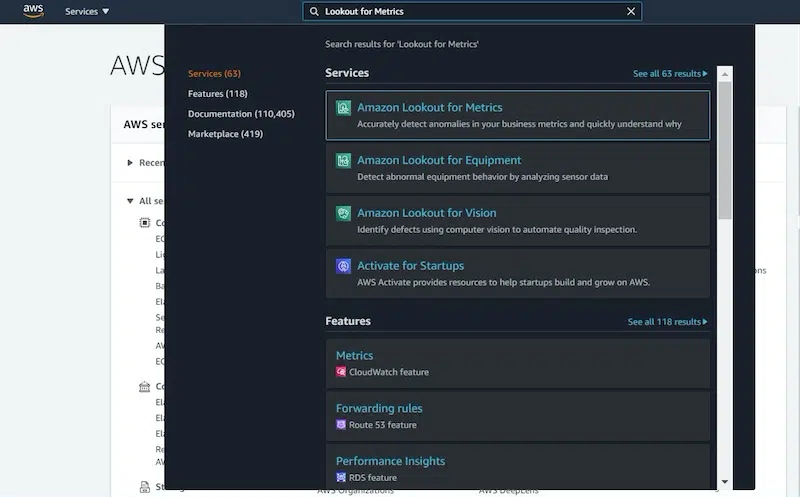 aws
Services ▼
Lookout for Metrics
AWS
Search results for 'Lookout for Metrics'
Services (63)
Features (118)
Documentation (110,405)
Marketplace (419)
Services
See all 63 results
Amazon Lookout for Metrics
Accurately detect anomalies in your business metrics and quickly understand why
Amazon Lookout for Equipment
Detect abnormal equipment behavior by analyzing sensor data
Amazon Lookout for Vision
Identify defects using computer vision to automate quality inspection.
Activate for Startups
AWS Activate provides resources to help startups build and grow on AWS.
Features
See all 118 results
Metrics
CloudWatch feature
Forwarding rules
Route 53 feature
Performance Insights
RDS feature
AWS ser
Recen
All se
Co
EC
Lig
La
Ba
El
Se
Re
AV
EC
Co
Ela
Ela
Ela
Re
AV
ons
AWS Organizations
AWS DeepLens